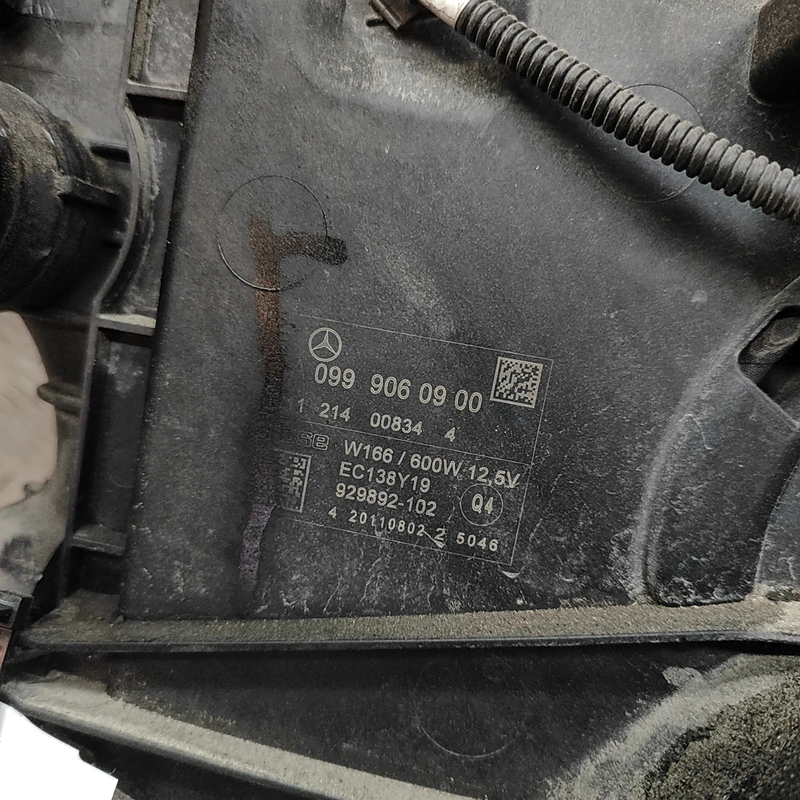 099 906 09 00
1 214 00834 4
W166 / 600W 12,5V
EC138Y19
929892-102 Q4
4 20110802 2 5046